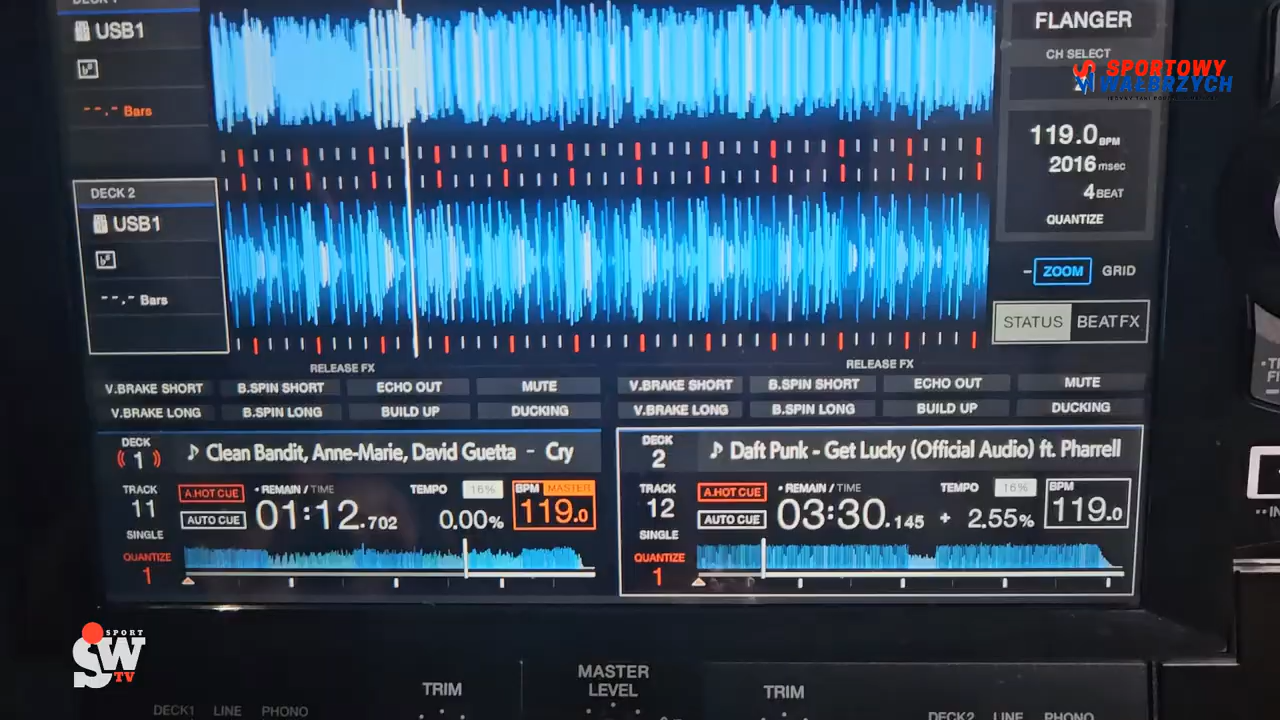 DECK 1
USB1
--.- Bars
FLANGER
CH SELECT
SPORTOWY
WAŁBRZYCH
119.0 BPM
2016 msec
4 BEAT
QUANTIZE
DECK 2
USB1
--.- Bars
- ZOOM GRID
STATUS BEAT FX
RELEASE FX
V.BRAKE SHORT B.SPIN SHORT ECHO OUT MUTE
V.BRAKE LONG B.SPIN LONG BUILD UP DUCKING
RELEASE FX
V.BRAKE SHORT B.SPIN SHORT ECHO OUT MUTE
V.BRAKE LONG B.SPIN LONG BUILD UP DUCKING
DECK 1
Clean Bandit, Anne-Marie, David Guetta - Cry
TRACK 11
SINGLE
QUANTIZE 1
A.HOT CUE
AUTO CUE
REMAIN / TIME
01:12.702
TEMPO 16%
0.00%
BPM MASTER
119.0
DECK 2
Daft Punk - Get Lucky (Official Audio) ft. Pharrell
TRACK 12
SINGLE
QUANTIZE 1
A.HOT CUE
AUTO CUE
REMAIN / TIME
03:30.145
TEMPO 16%
+ 2.55%
BPM
119.0
SPORT
SW
TV
TRIM
MASTER
LEVEL
TRIM
DECK1 LINE PHONO
DECK2 LINE PHONO